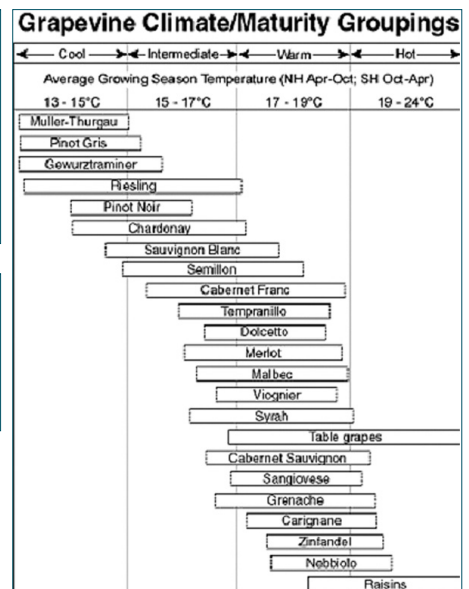 Grapevine Climate/Maturity Groupings
Cool Intermediate Warm Hot
Average Growing Season Temperature (NH Apr-Oct; SH Oct-Apr)
13 - 15°C 15 - 17°C 17 - 19°C 19 - 24°C
Muller-Thurgau
Pinot Gris
Gewurztraminer
Riesling
Pinot Noir
Chardonay
Sauvignon Blanc
Semillon
Cabernet Franc
Tempranillo
Dolcetto
Merlot
Malbec
Viognier
Syrah
Table grapes
Cabernet Sauvignon
Sangiovese
Grenache
Carignane
Zinfandel
Nebbiolo
Raisins